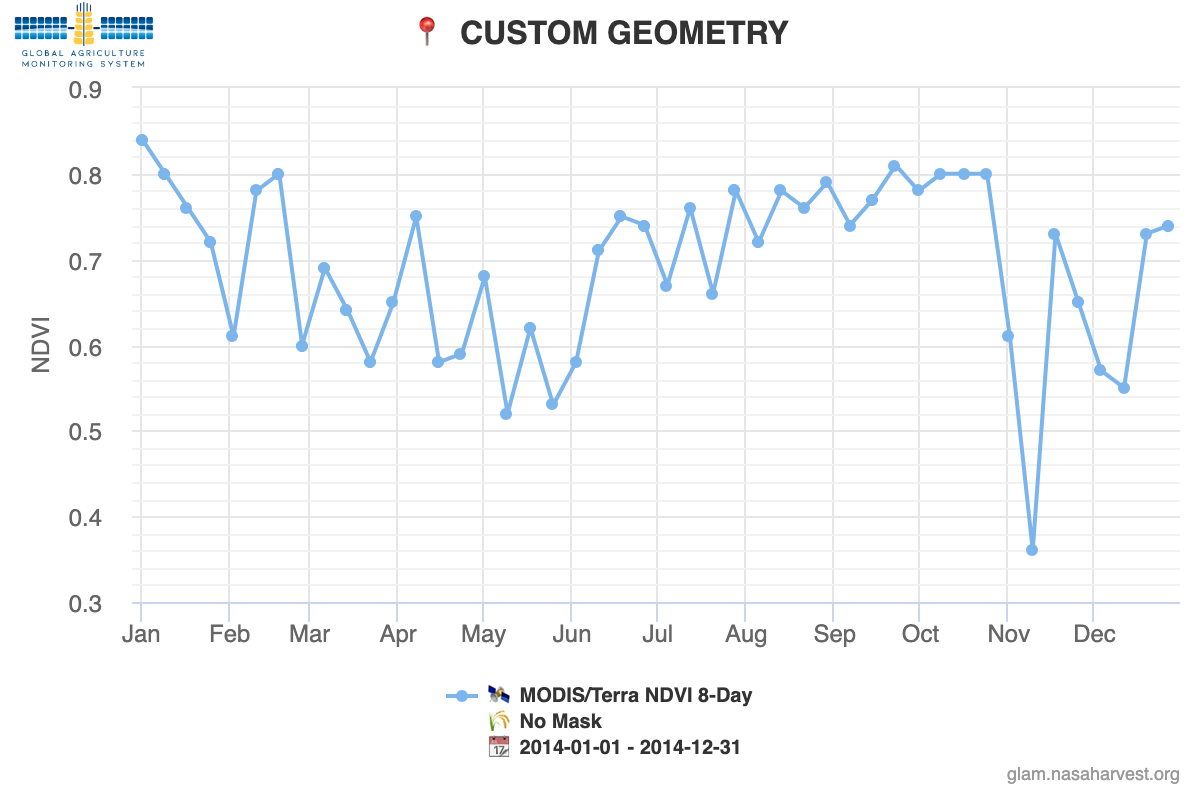 GLOBAL AGRICULTURE
MONITORING SYSTEM
CUSTOM GEOMETRY
0.9
0.8
0.7
0.6
0.5
0.4
0.3
NDVI
Jan Feb Mar Apr May Jun Jul Aug Sep Oct Nov Dec
MODIS/Terra NDVI 8-Day
No Mask
17
2014-01-01 - 2014-12-31
glam.nasaharvest.org